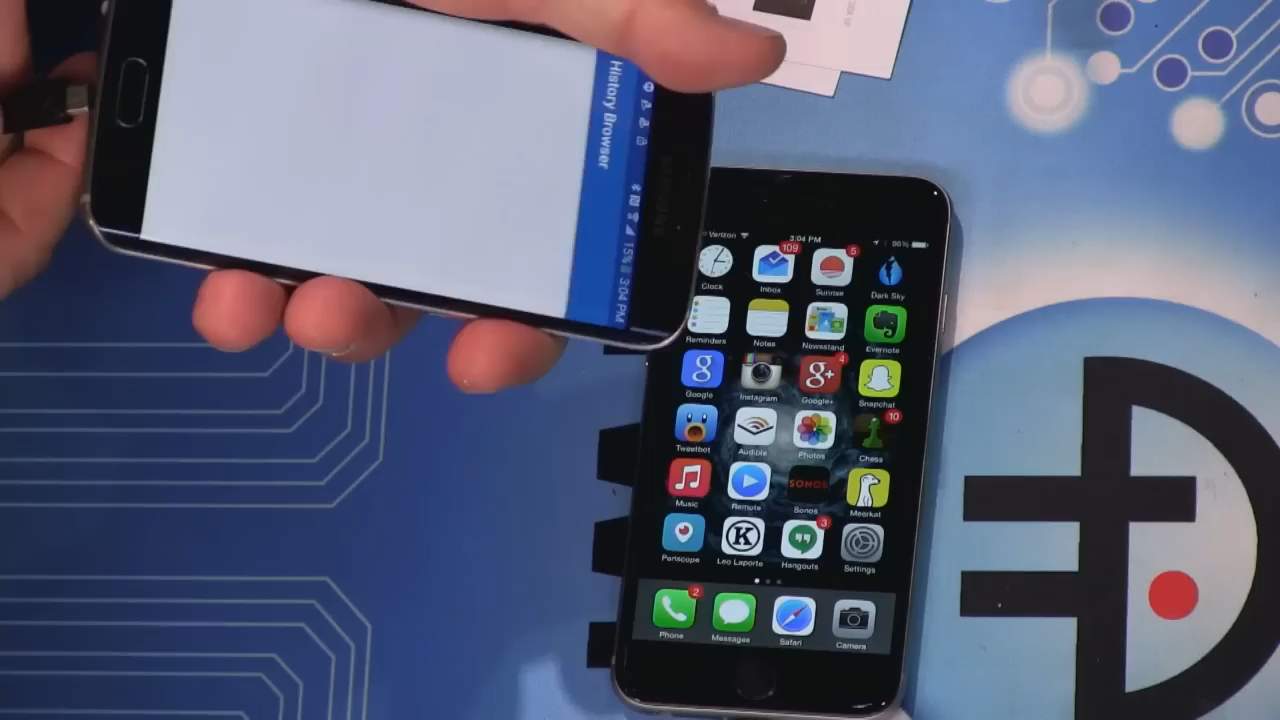 History Browser
15% 3:04 PM
SAMSUNG
Verizon 3:04 PM 96%
109 5
Clock Inbox Sunrise Dark Sky
Reminders Notes Newsstand Evernote
g 4
g+
Google Instagram Google+ Snapchat
10
Tweetbot Audible Photos Chess
SONOS
Music Remote Sonos Meerkat
K 3
Periscope Leo Laporte Hangouts Settings
2
Phone Messages Safari Camera